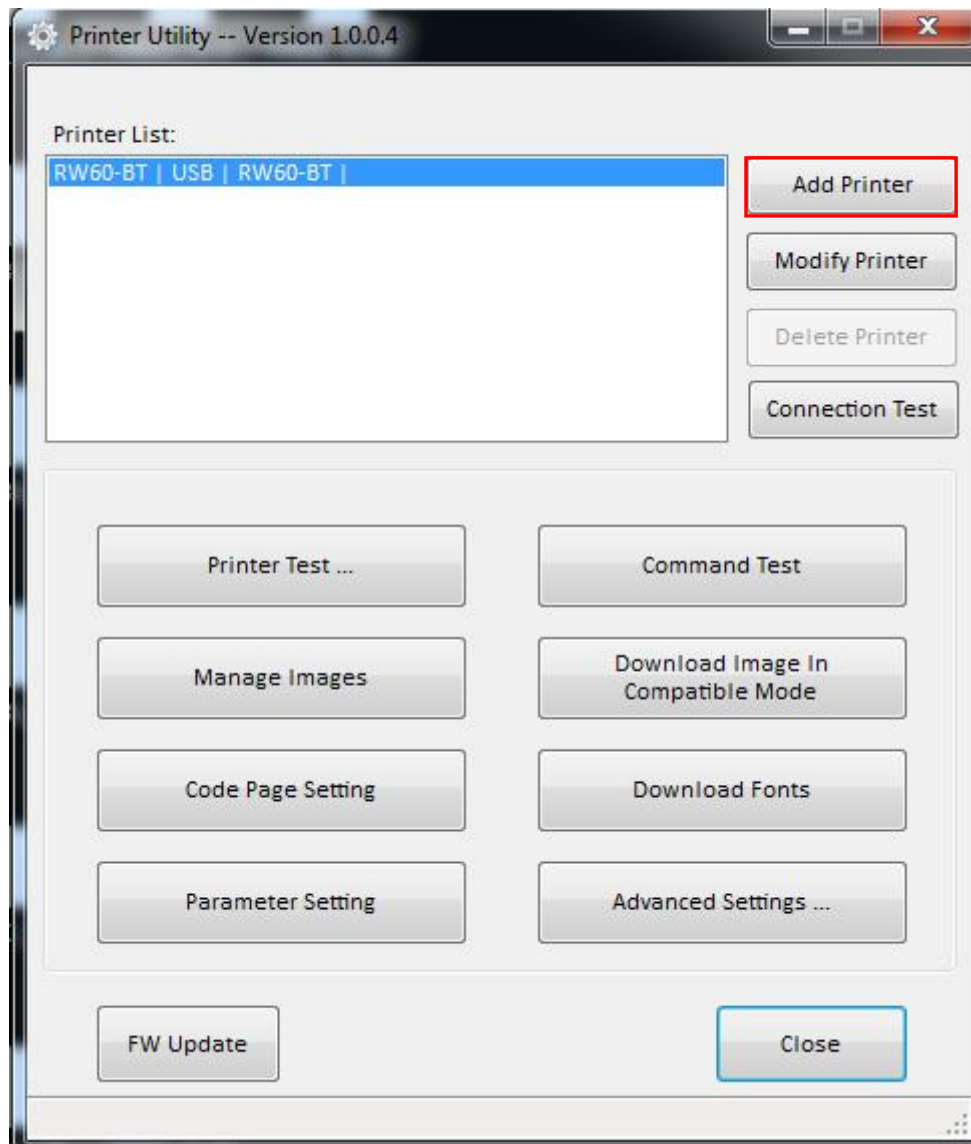 Printer Utility -- Version 1.0.0.4
Printer List:
RW60-BT | USB | RW60-BT |
Add Printer
Modify Printer
Delete Printer
Connection Test
Printer Test ...
Command Test
Manage Images
Download Image In
Compatible Mode
Code Page Setting
Download Fonts
Parameter Setting
Advanced Settings ...
FW Update
Close